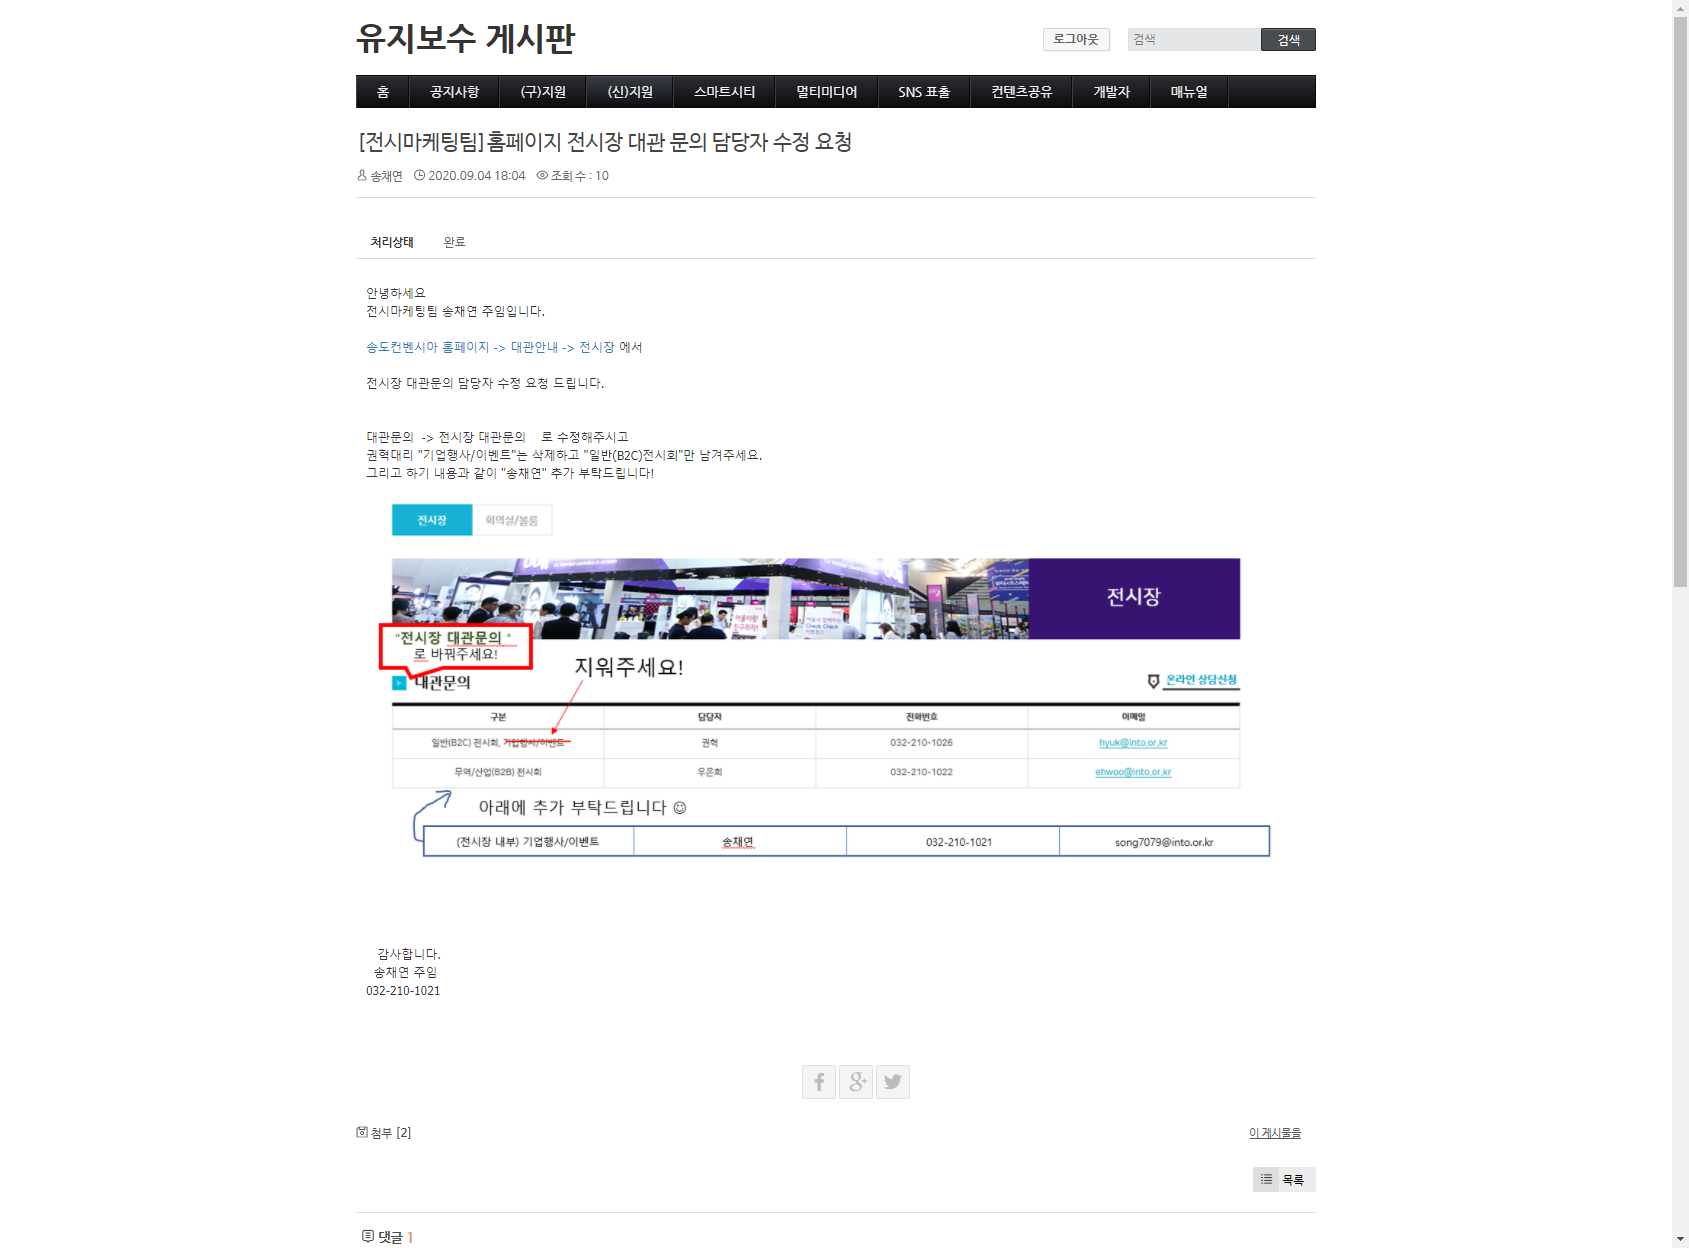 유지보수 게시판
로그아웃 검색 검색
홈 공지사항 (구)지원 (신)지원 스마트시티 멀티미디어 SNS 표출 컨텐츠공유 개발자 매뉴얼
[전시마케팅팀]홈페이지 전시장 대관 문의 담당자 수정 요청
송채연 2020.09.04 18:04 조회 수 : 10
처리상태 완료
안녕하세요
전시마케팅팀 송채연 주임입니다.
송도컨벤시아 홈페이지 -> 대관안내 -> 전시장 에서
전시장 대관문의 담당자 수정 요청 드립니다.
대관문의 -> 전시장 대관문의 로 수정해주시고
권혁대리 "기업행사/이벤트"는 삭제하고 "일반(B2C)전시회"만 남겨주세요.
그리고 하기 내용과 같이 "송채연" 추가 부탁드립니다!
전시장 회의실/볼룸
전시장
"전시장 대관문의 "
로 바꿔주세요!
지워주세요!
대관문의 온라인 상담신청
구분 담당자 전화번호 이메일
일반(B2C) 전시회, 기업행사/이벤트 권혁 032-210-1026 hyuk@into.or.kr
무역/산업(B2B) 전시회 우은희 032-210-1022 ehwoo@into.or.kr
아래에 추가 부탁드립니다 ☺
(전시장 내부) 기업행사/이벤트 송채연 032-210-1021 song7079@into.or.kr
감사합니다.
송채연 주임
032-210-1021
첨부 [2] 이 게시물을
목록
댓글 1